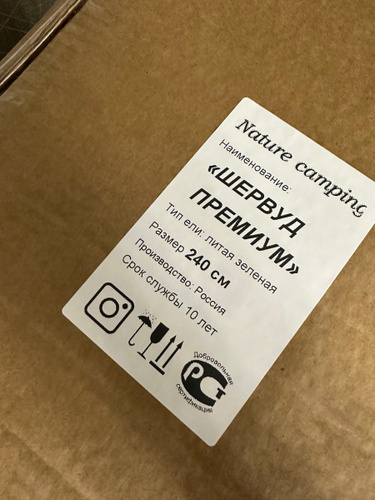 Nature camping
Наименование:
«ШЕРВУД
ПРЕМИУМ»
Тип ели: литая зеленая
Размер 240 см
Производство: Россия
Срок службы 10 лет
Добровольная
РСТ
сертификация